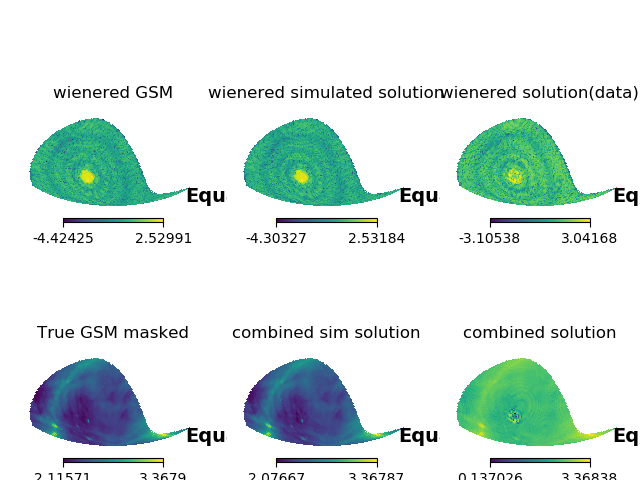 wienered GSM
wienered simulated solution
wienered solution(data)
Equ
Equ
Eq
-4.42425 2.52991
-4.30327 2.53184
-3.10538 3.04168
True GSM masked
combined sim solution
combined solution
Equ
Equ
Eq
2.11571 3.3679
2.07667 3.36787
0.137026 3.36838